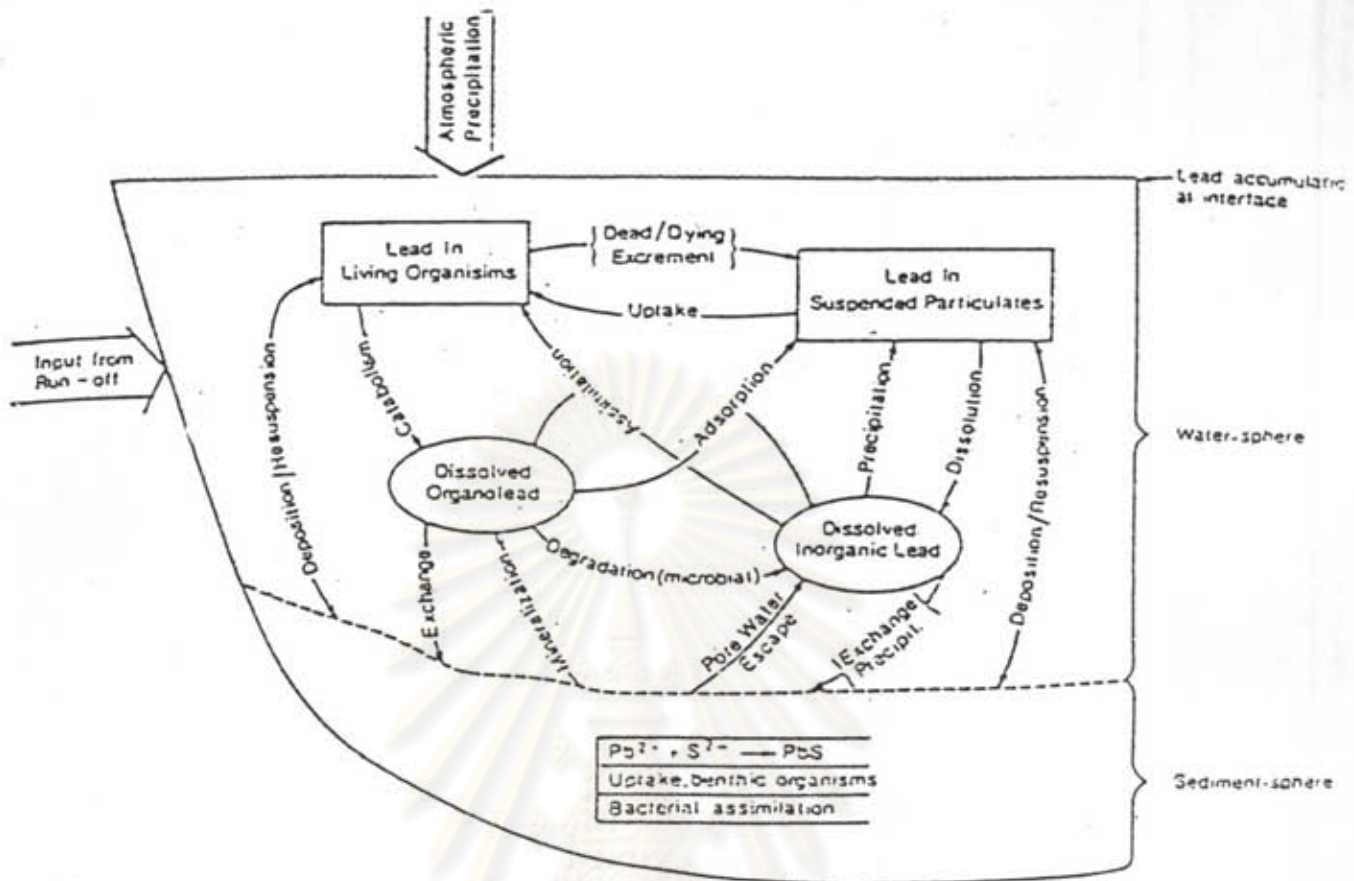 Atmospheric
Precipitation
Lead accumulatic
at interface
Lead In
Living Organisims
Dead/Dying
Excrement
Lead in
Suspended Particulates
Uptake
Input from
Run-off
Deposition/Resuspension
Catabolism
Assimilation
Adsorption
Precipitation
Dissolution
Deposition/Resuspension
Water-sphere
Dissolved
Organolead
Dissolved
Inorganic Lead
Exchange
Mineralization
Degradation (microbial)
Pore Water
Escape
Exchange
Precipit.
Pb²⁺ + S²⁻ → PbS
Uptake, benthic organisms
Bacterial assimilation
Sediment-sphere